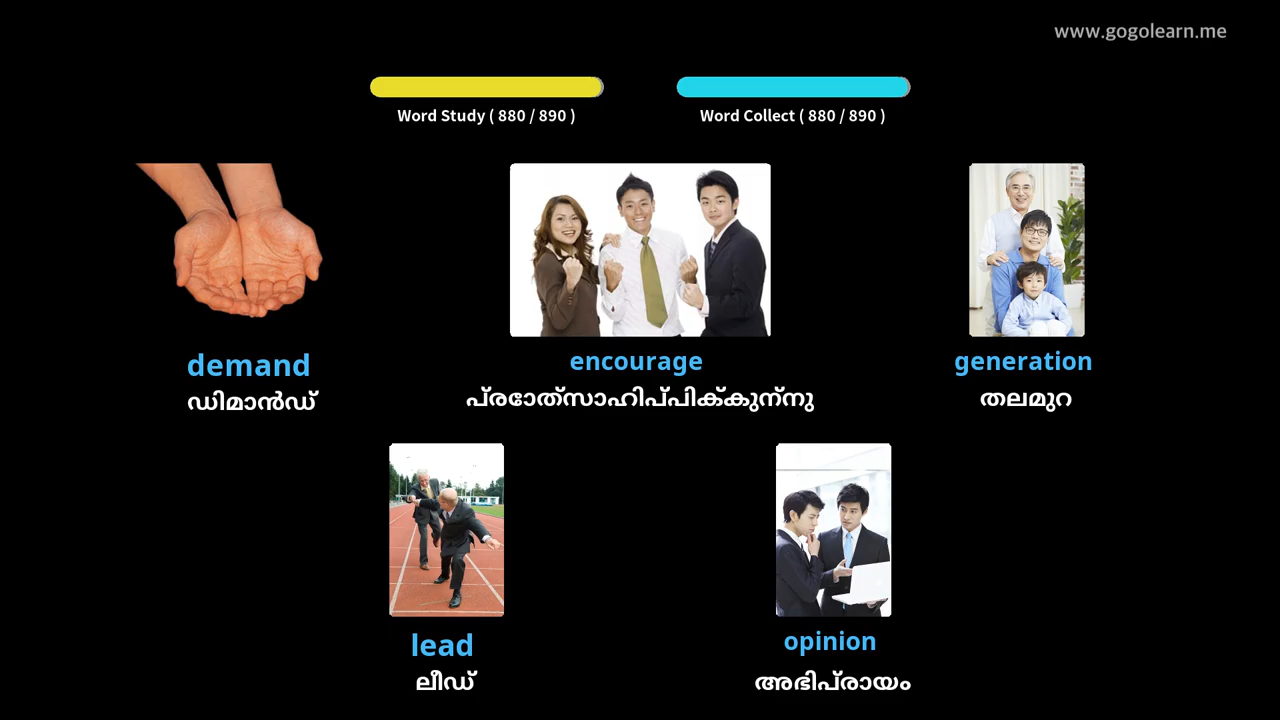 www.gogolearn.me
Word Study ( 880 / 890 )
Word Collect ( 880 / 890 )
demand
ഡിമാൻഡ്
encourage
പ്രോത്സാഹിപ്പിക്കുന്നു
generation
തലമുറ
lead
ലീഡ്
opinion
അഭിപ്രായം